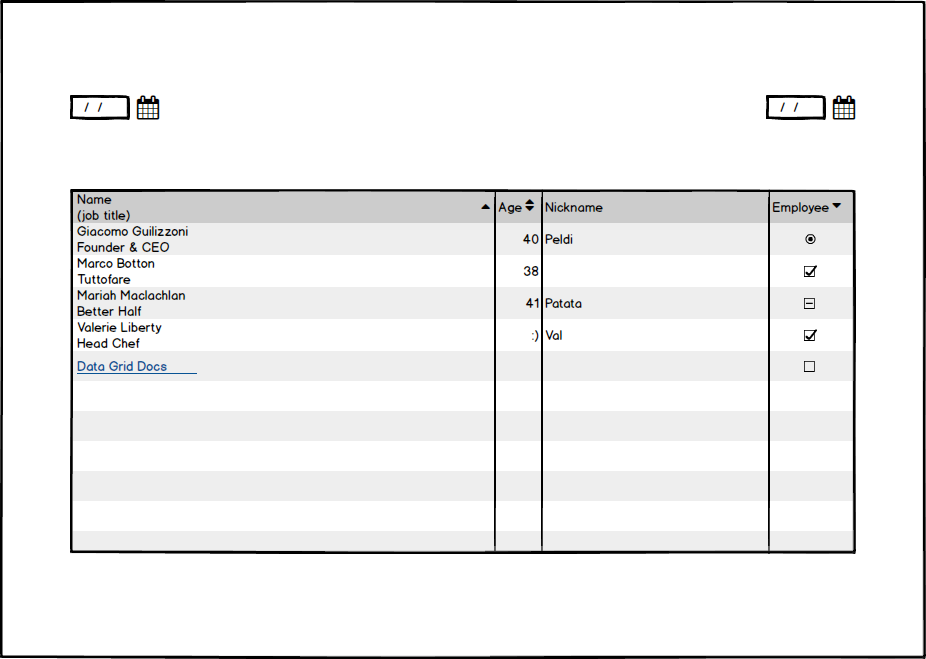 / /
/ /
Name
(job title)
Age
Nickname
Employee
Giacomo Guilizzoni
Founder & CEO
40
Peldi
Marco Botton
Tuttofare
38
Mariah Maclachlan
Better Half
41
Patata
Valerie Liberty
Head Chef
:)
Val
Data Grid Docs